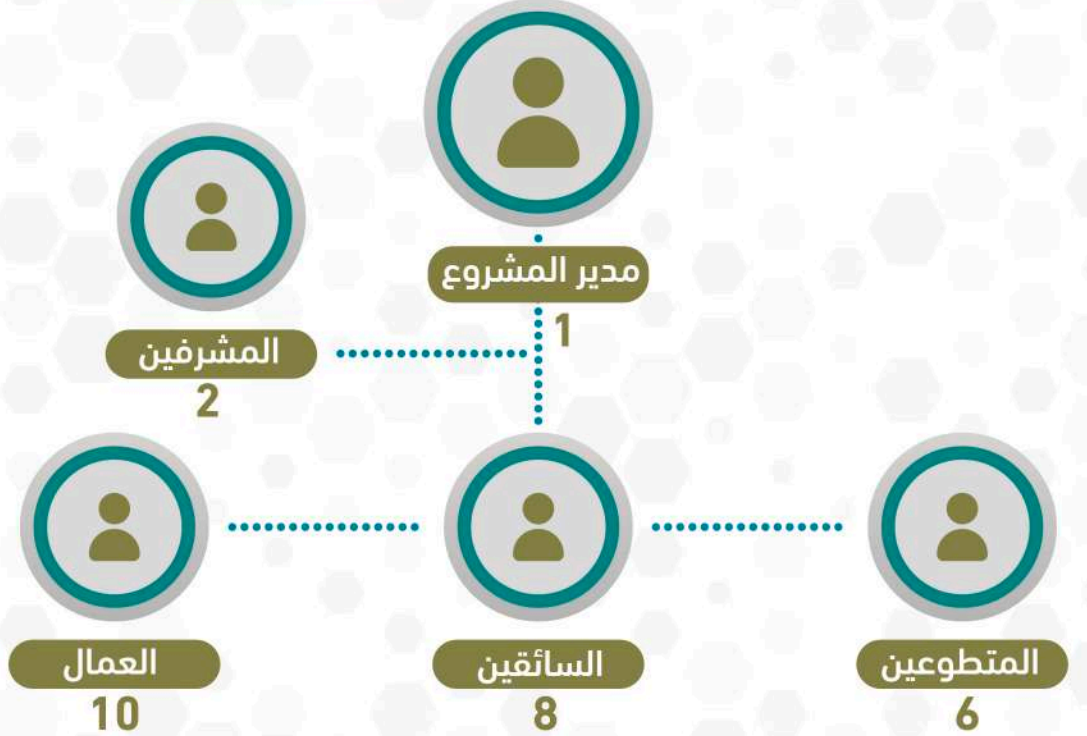 مدير المشروع
1
المشرفين
2
المتطوعين
6
السائقين
8
العمال
10